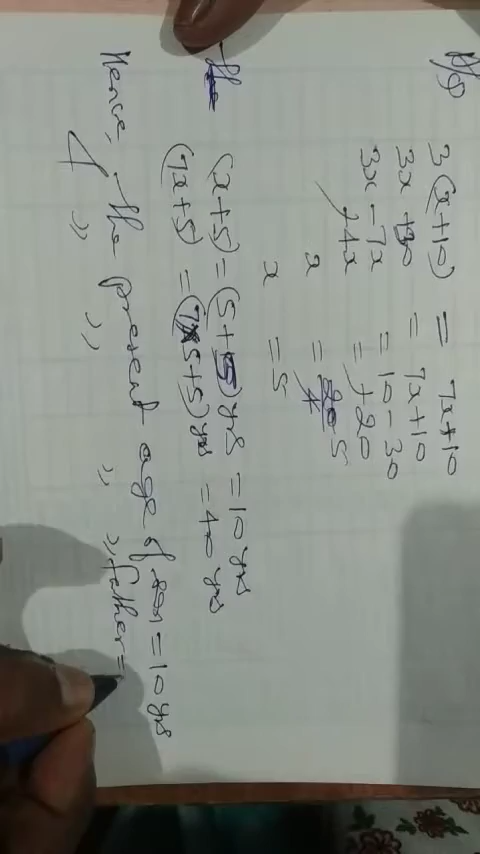 A/Q
3(x+10) = 7x+10
3x + 30 = 7x+10
3x - 7x = 10 - 30
-4x = -20
x = 20/4 5
x = 5
The
(x+5) = (5+5) yrs = 10 yrs
(7x+5) = (7x5+5) yrs = 40 yrs
Hence, the present age of son = 10 yrs
" " " " father =